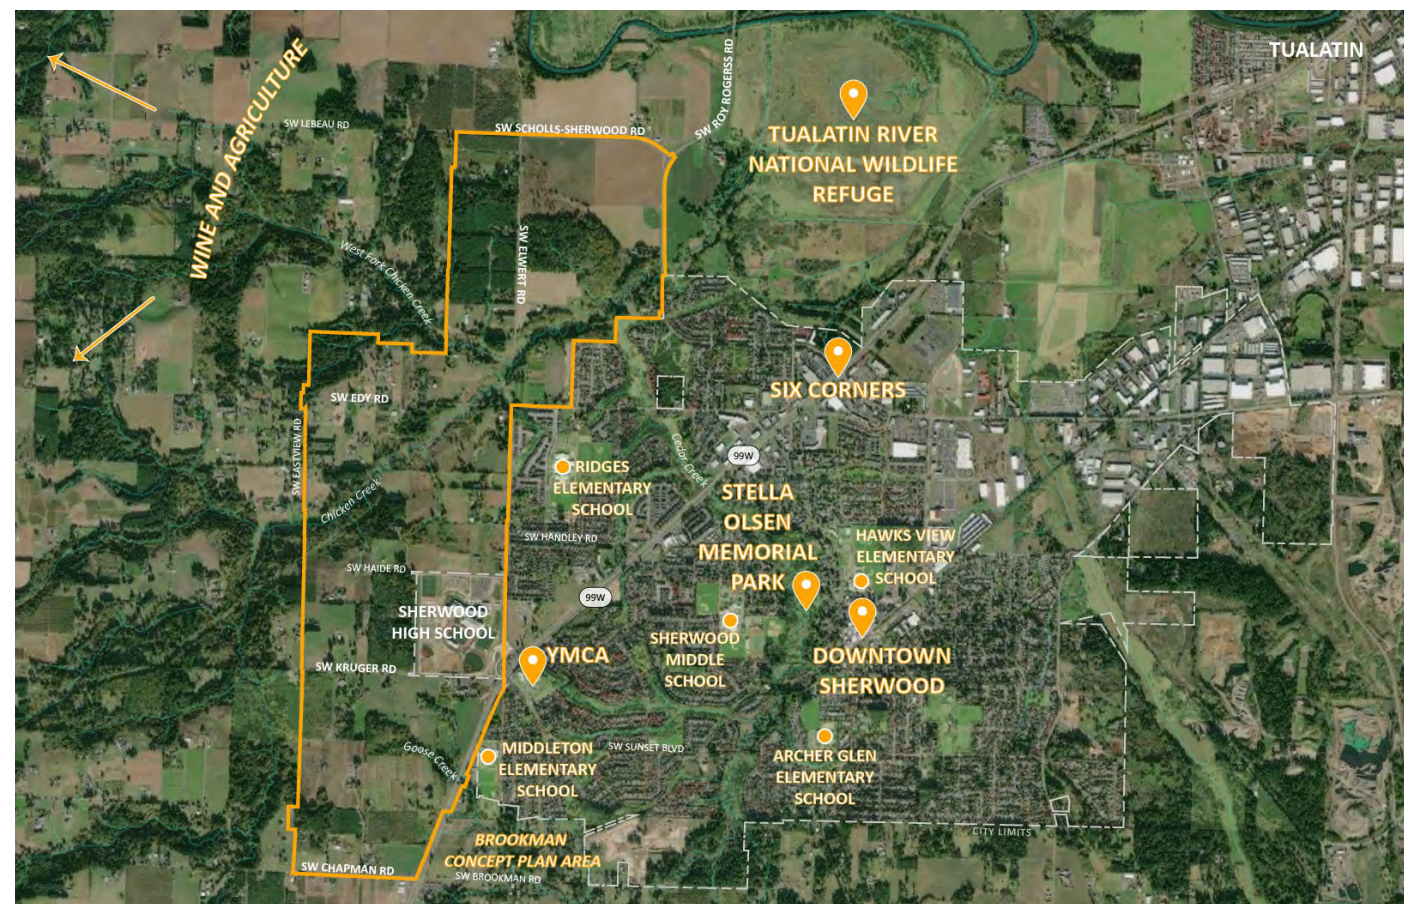 TUALATIN
WINE AND AGRICULTURE
SW LEBEAU RD
SW SCHOLLS-SHERWOOD RD
SW ROY ROGERSS RD
TUALATIN RIVER
NATIONAL WILDLIFE
REFUGE
SW ELWERT RD
West Fork Chicken Creek
SIX CORNERS
SW EDY RD
SW EASTVIEW RD
Chicken Creek
Cedar Creek
99W
RIDGES
ELEMENTARY
SCHOOL
STELLA
OLSEN
MEMORIAL
PARK
SW HANDLEY RD
HAWKS VIEW
ELEMENTARY
SCHOOL
SW HAIDE RD
99W
SHERWOOD
HIGH SCHOOL
SHERWOOD
MIDDLE
SCHOOL
YMCA
DOWNTOWN
SHERWOOD
SW KRUGER RD
Goose Creek
MIDDLETON
ELEMENTARY
SCHOOL
SW SUNSET BLVD
ARCHER GLEN
ELEMENTARY
SCHOOL
CITY LIMITS
BROOKMAN
CONCEPT PLAN AREA
SW CHAPMAN RD
SW BROOKMAN RD